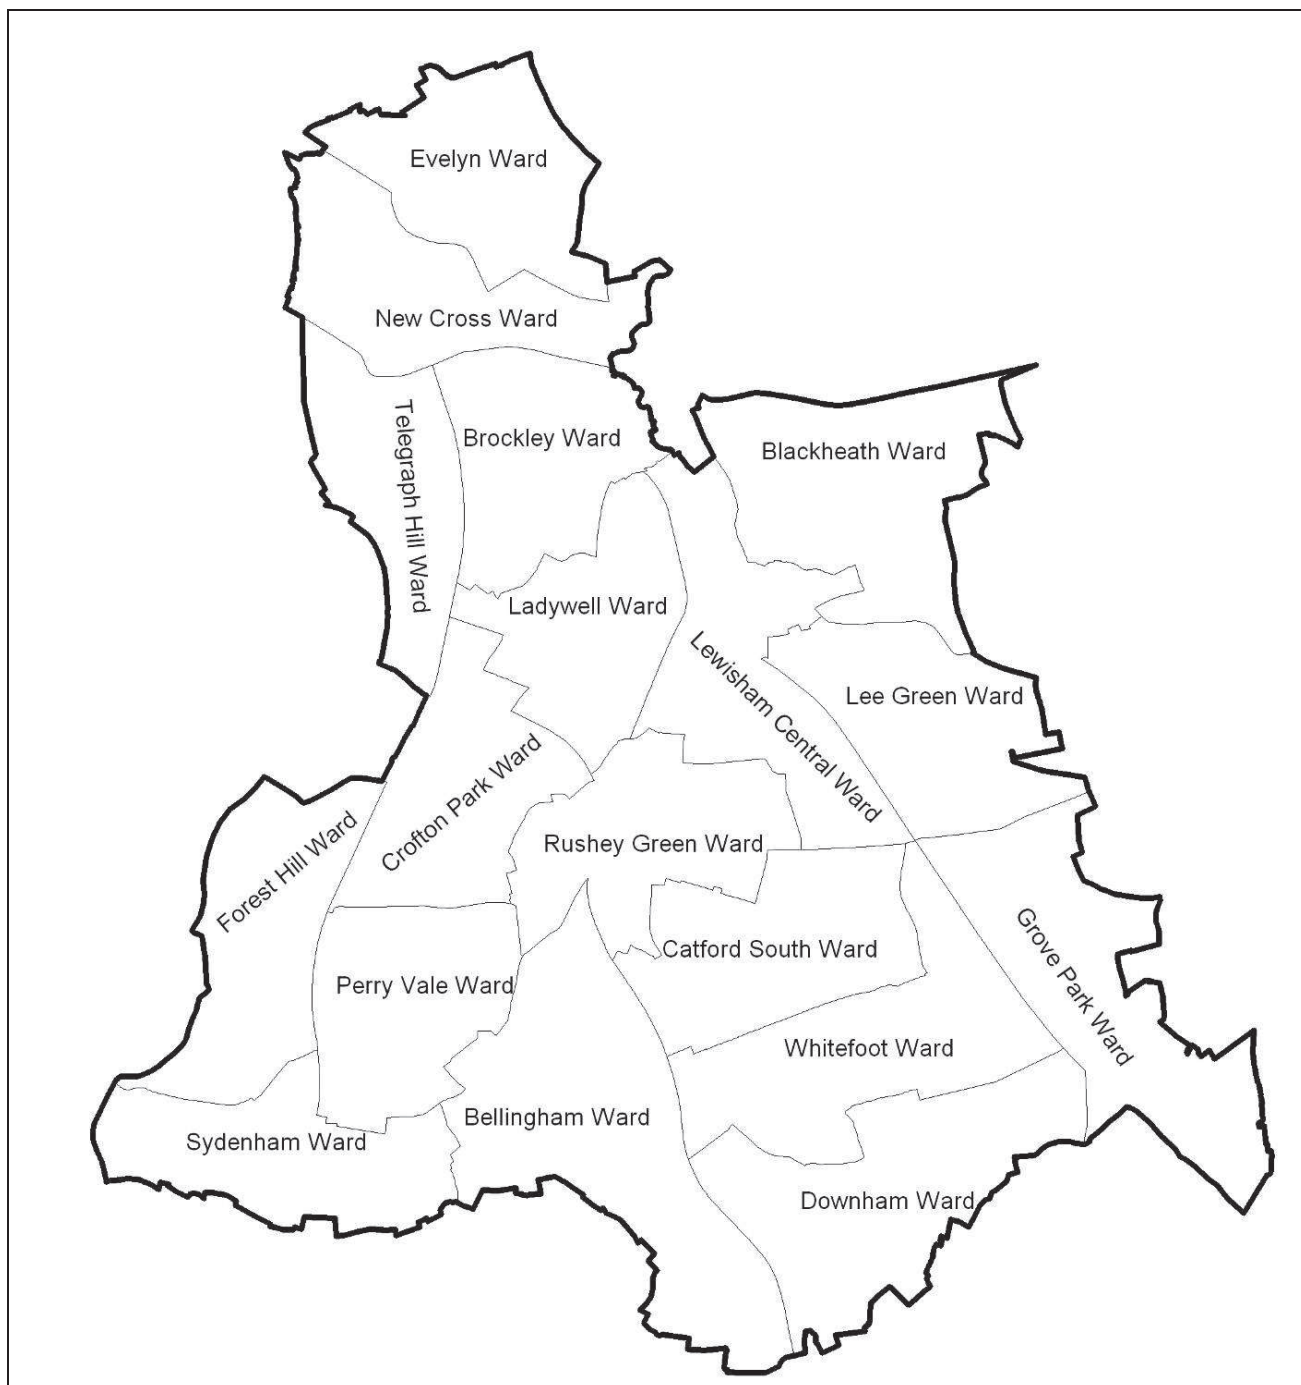 Evelyn Ward
New Cross Ward
Telegraph Hill Ward
Brockley Ward
Blackheath Ward
Ladywell Ward
Lewisham Central Ward
Lee Green Ward
Crofton Park Ward
Forest Hill Ward
Rushey Green Ward
Grove Park Ward
Catford South Ward
Perry Vale Ward
Whitefoot Ward
Bellingham Ward
Sydenham Ward
Downham Ward